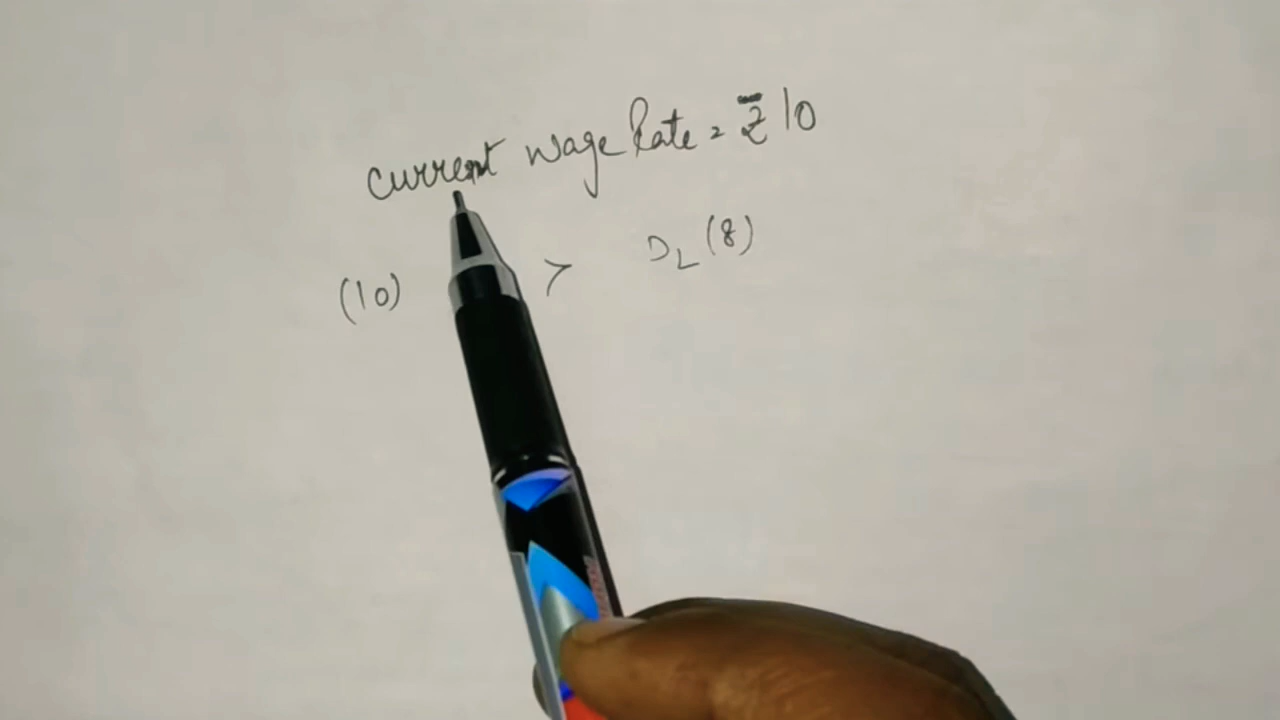 current wage Rate = ₹ 10
(10) > DL (8)